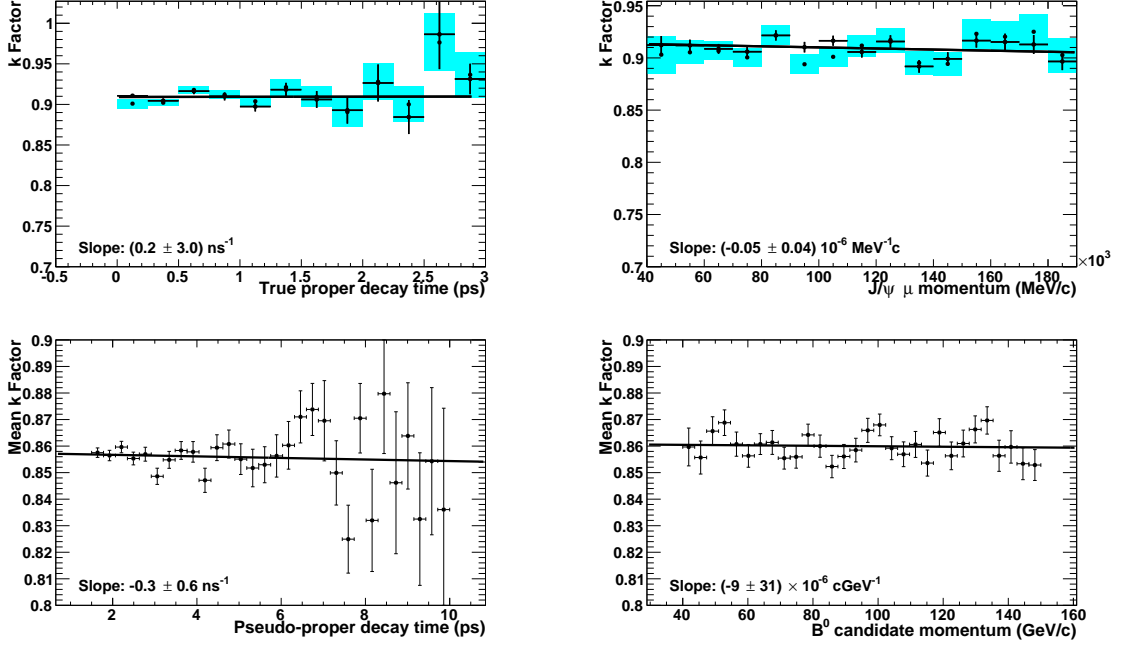 k Factor
1
0.95
0.9
0.85
0.8
0.75
0.7
Slope: (0.2 ± 3.0) ns⁻¹
-0.5 0 0.5 1 1.5 2 2.5 3
True proper decay time (ps)
k Factor
0.95
0.9
0.85
0.8
0.75
0.7
Slope: (-0.05 ± 0.04) 10⁻⁶ MeV⁻¹c
40 60 80 100 120 140 160 180 ×10³
J/ψ μ momentum (MeV/c)
Mean k Factor
0.9
0.89
0.88
0.87
0.86
0.85
0.84
0.83
0.82
0.81
0.8
Slope: -0.3 ± 0.6 ns⁻¹
2 4 6 8 10
Pseudo-proper decay time (ps)
Mean k Factor
0.9
0.89
0.88
0.87
0.86
0.85
0.84
0.83
0.82
0.81
0.8
Slope: (-9 ± 31) × 10⁻⁶ cGeV⁻¹
40 60 80 100 120 140 160
B⁰ candidate momentum (GeV/c)